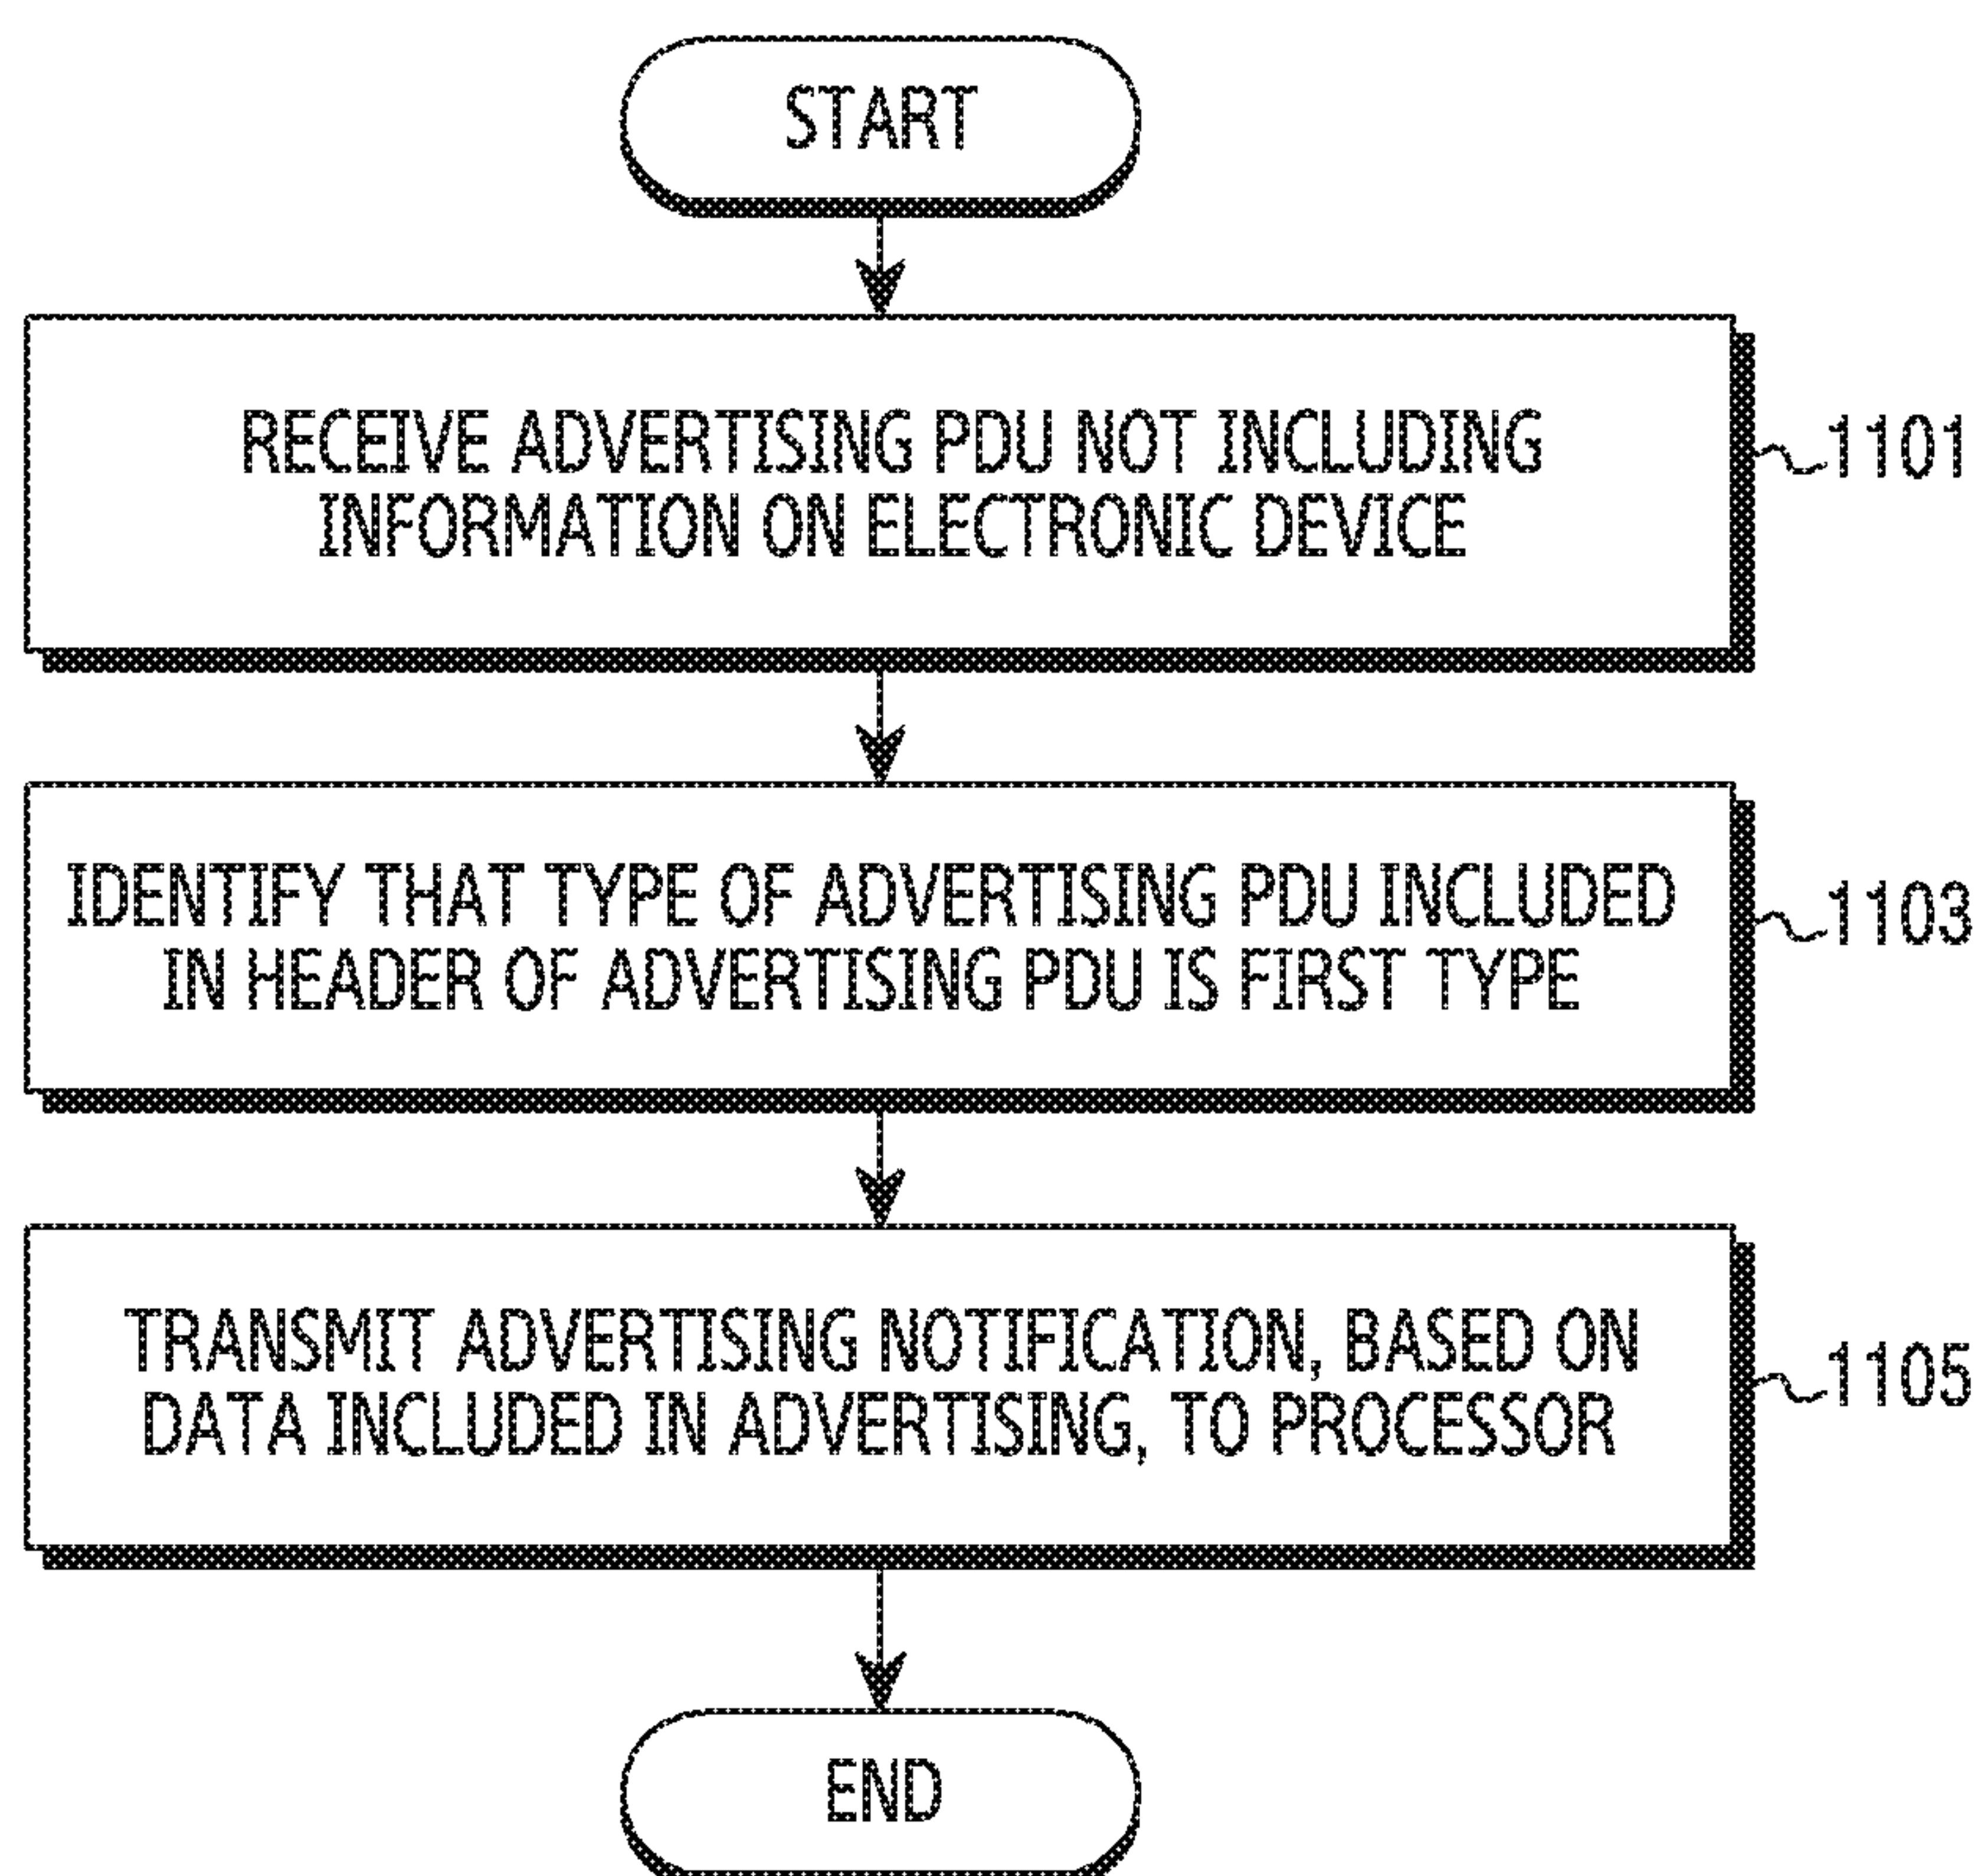 START
RECEIVE ADVERTISING PDU NOT INCLUDING
INFORMATION ON ELECTRONIC DEVICE
1101
IDENTIFY THAT TYPE OF ADVERTISING PDU INCLUDED
IN HEADER OF ADVERTISING PDU IS FIRST TYPE
1103
TRANSMIT ADVERTISING NOTIFICATION, BASED ON
DATA INCLUDED IN ADVERTISING, TO PROCESSOR
1105
END